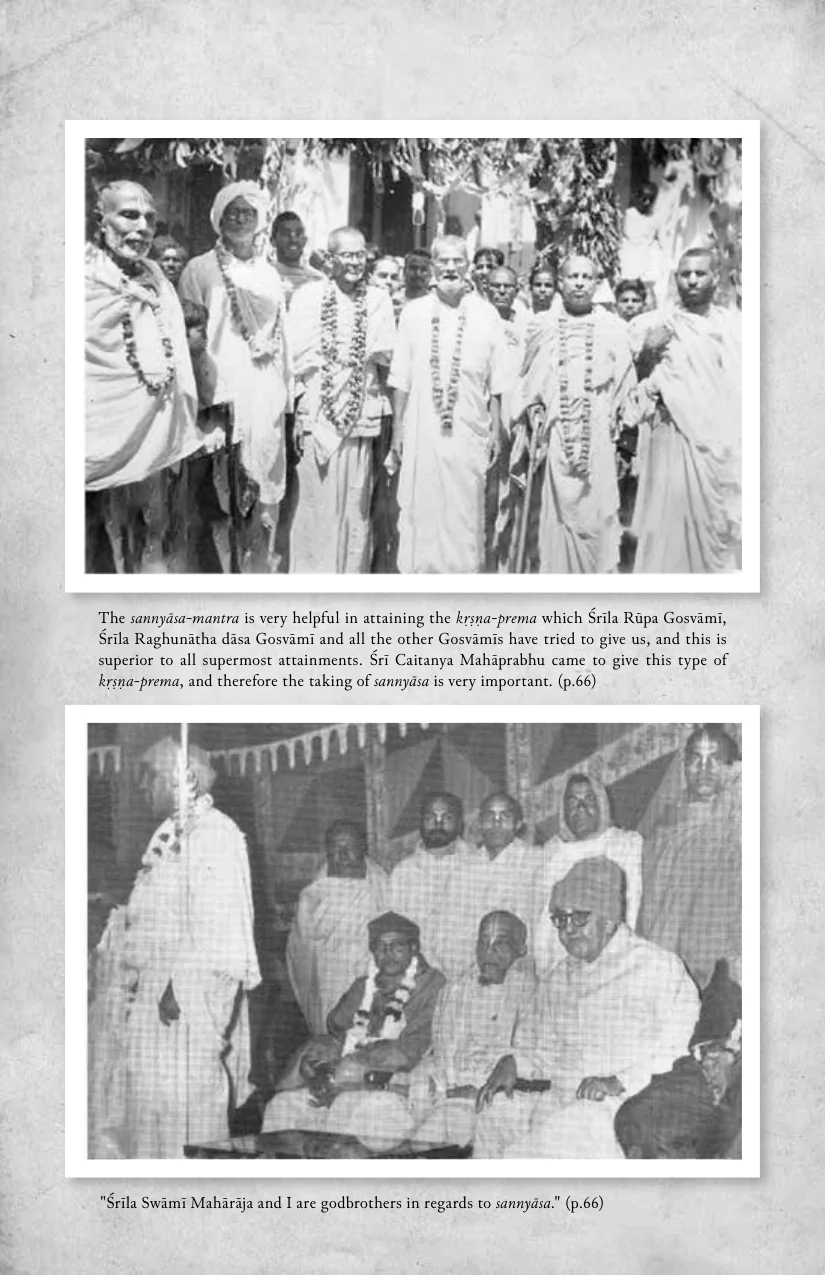 The sannyāsa-mantra is very helpful in attaining the kṛṣṇa-prema which Śrīla Rūpa Gosvāmī,
Śrīla Raghunātha dāsa Gosvāmī and all the other Gosvāmīs have tried to give us, and this is
superior to all supermost attainments. Śrī Caitanya Mahāprabhu came to give this type of
kṛṣṇa-prema, and therefore the taking of sannyāsa is very important. (p.66)
"Śrīla Swāmī Mahārāja and I are godbrothers in regards to sannyāsa." (p.66)